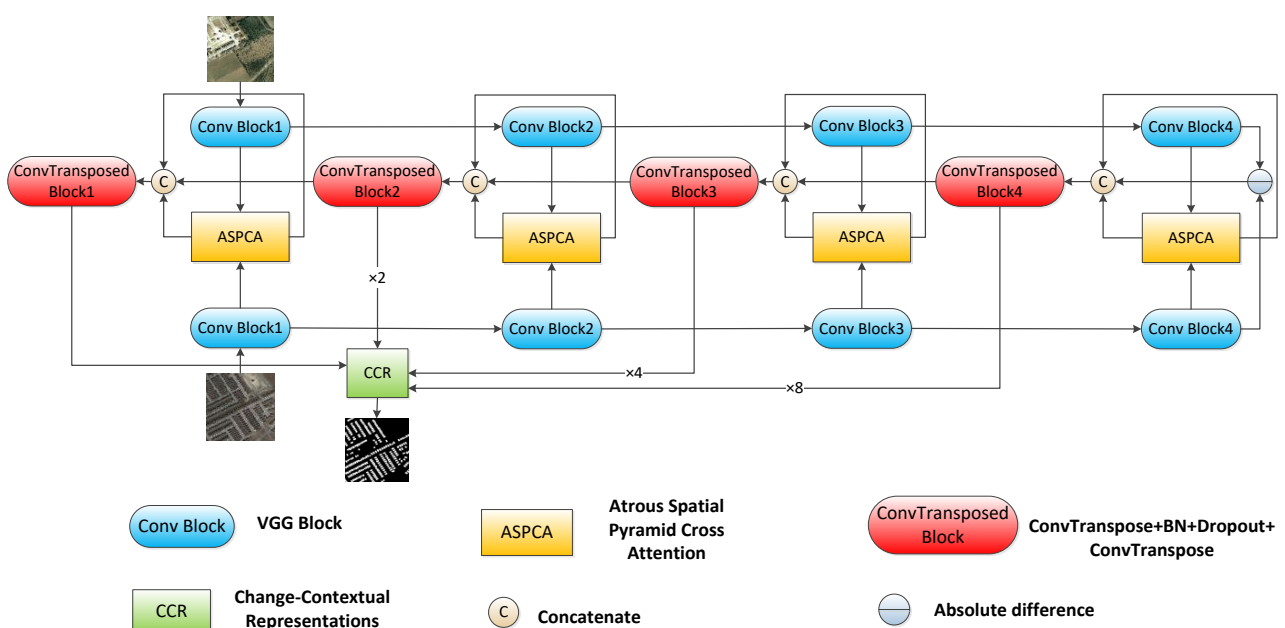 Conv Block1
Conv Block2
Conv Block3
Conv Block4
ConvTransposed
Block1
C
ConvTransposed
Block2
C
ConvTransposed
Block3
C
ConvTransposed
Block4
C
ASPCA
ASPCA
ASPCA
ASPCA
×2
Conv Block1
Conv Block2
Conv Block3
Conv Block4
CCR
×4
×8
Conv Block
VGG Block
ASPCA
Atrous Spatial
Pyramid Cross
Attention
ConvTransposed
Block
ConvTranspose+BN+Dropout+
ConvTranspose
CCR
Change-Contextual
Representations
C
Concatenate
Absolute difference